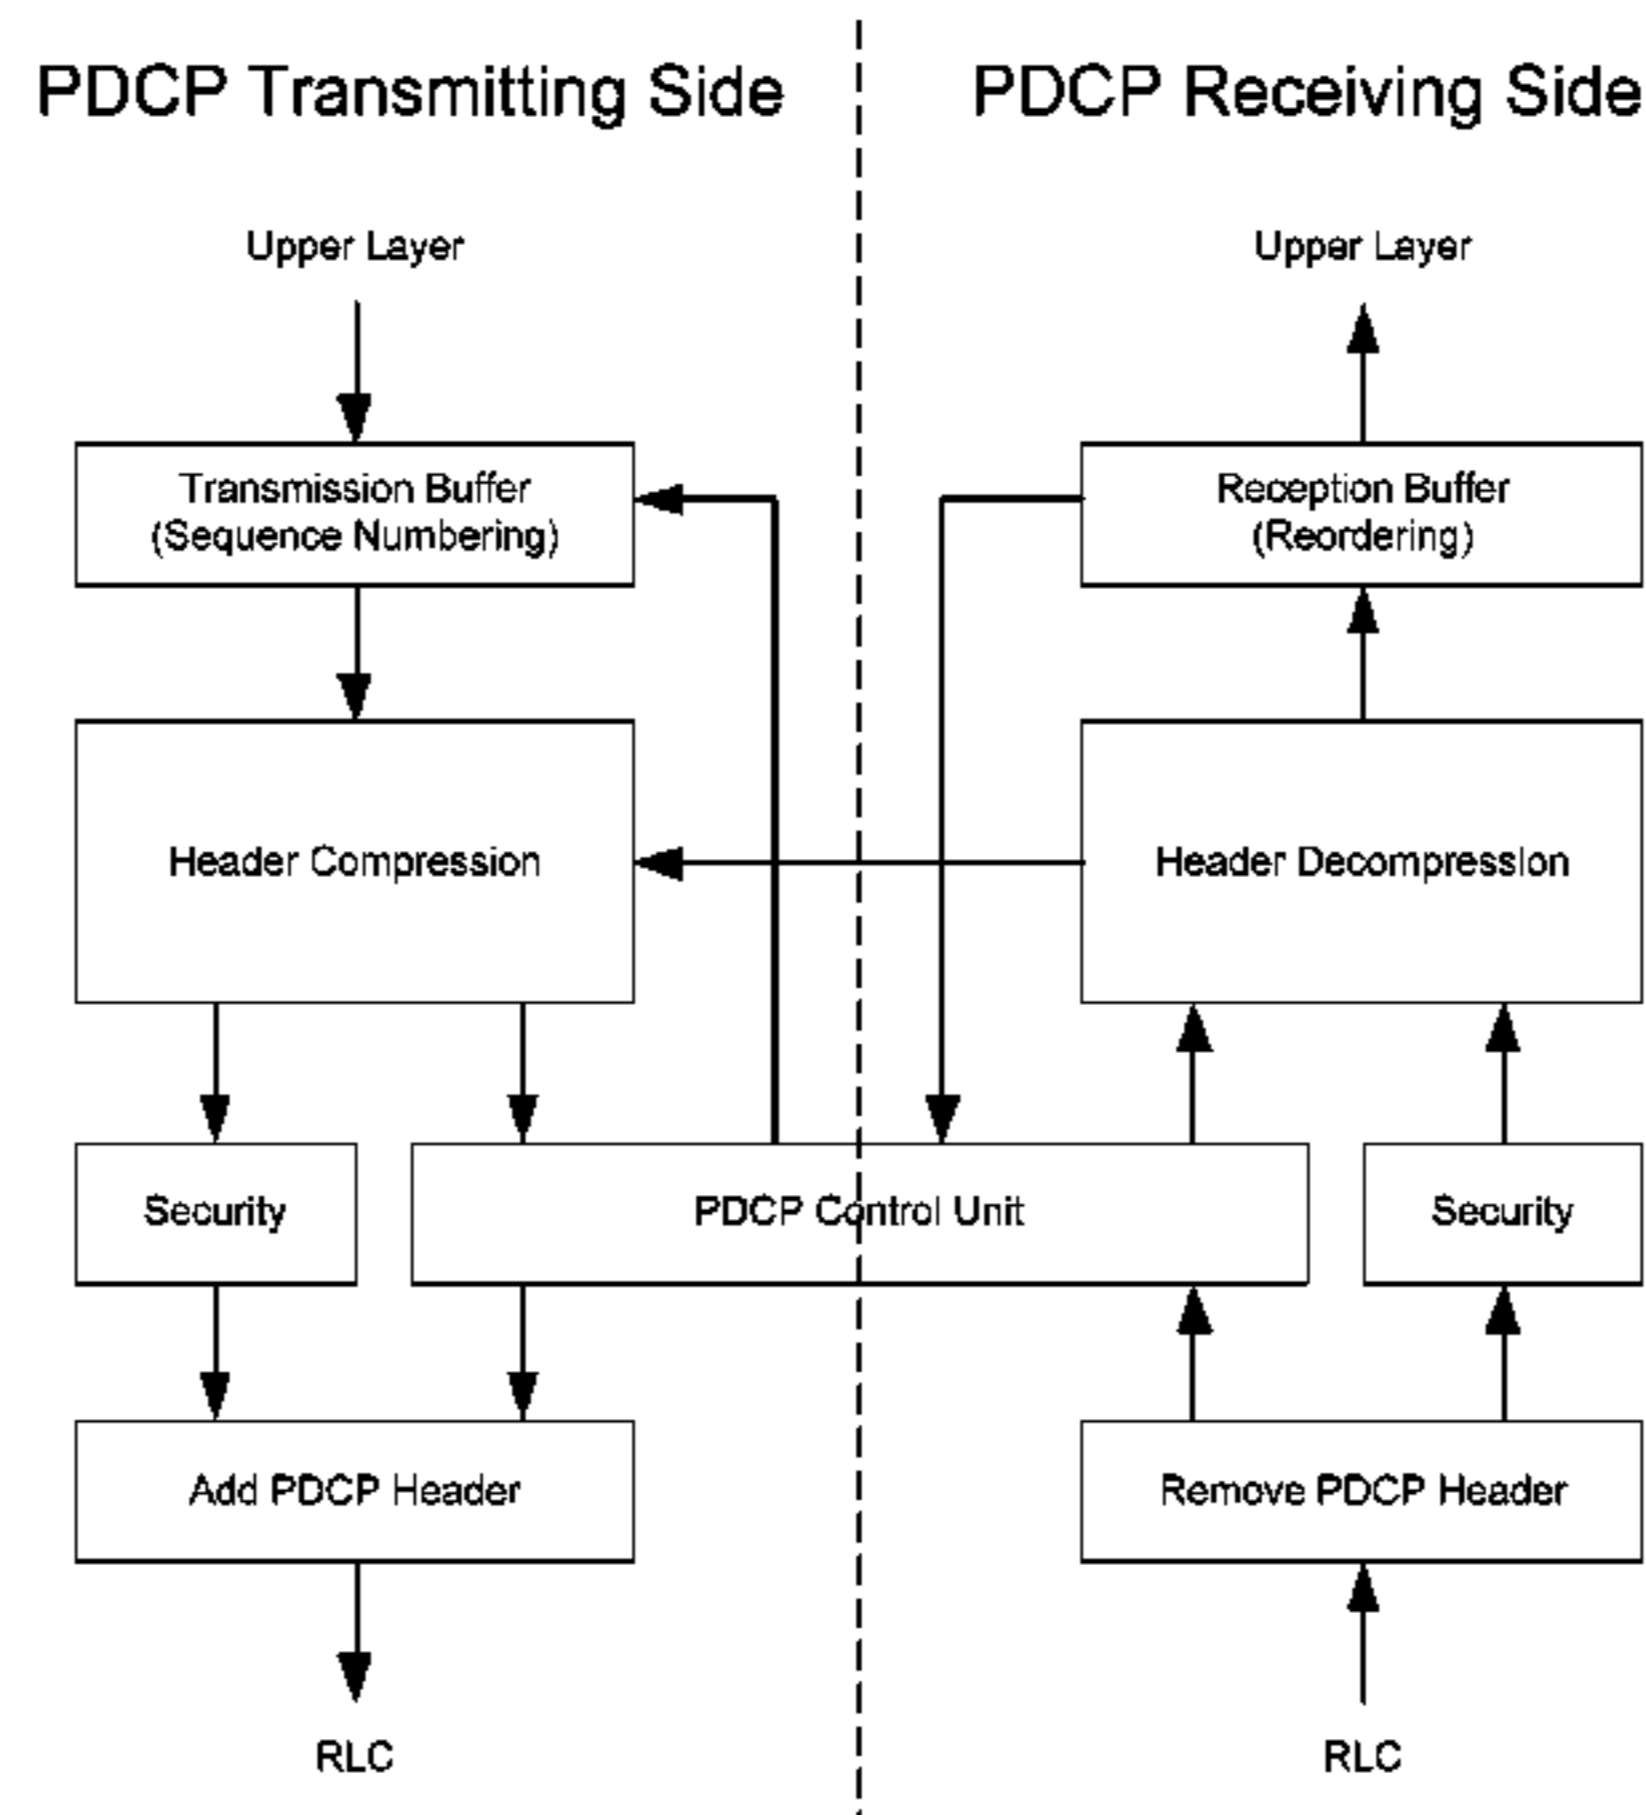 PDCP Transmitting Side
PDCP Receiving Side
Upper Layer
Upper Layer
Transmission Buffer
(Sequence Numbering)
Reception Buffer
(Reordering)
Header Compression
Header Decompression
Security
PDCP Control Unit
Security
Add PDCP Header
Remove PDCP Header
RLC
RLC